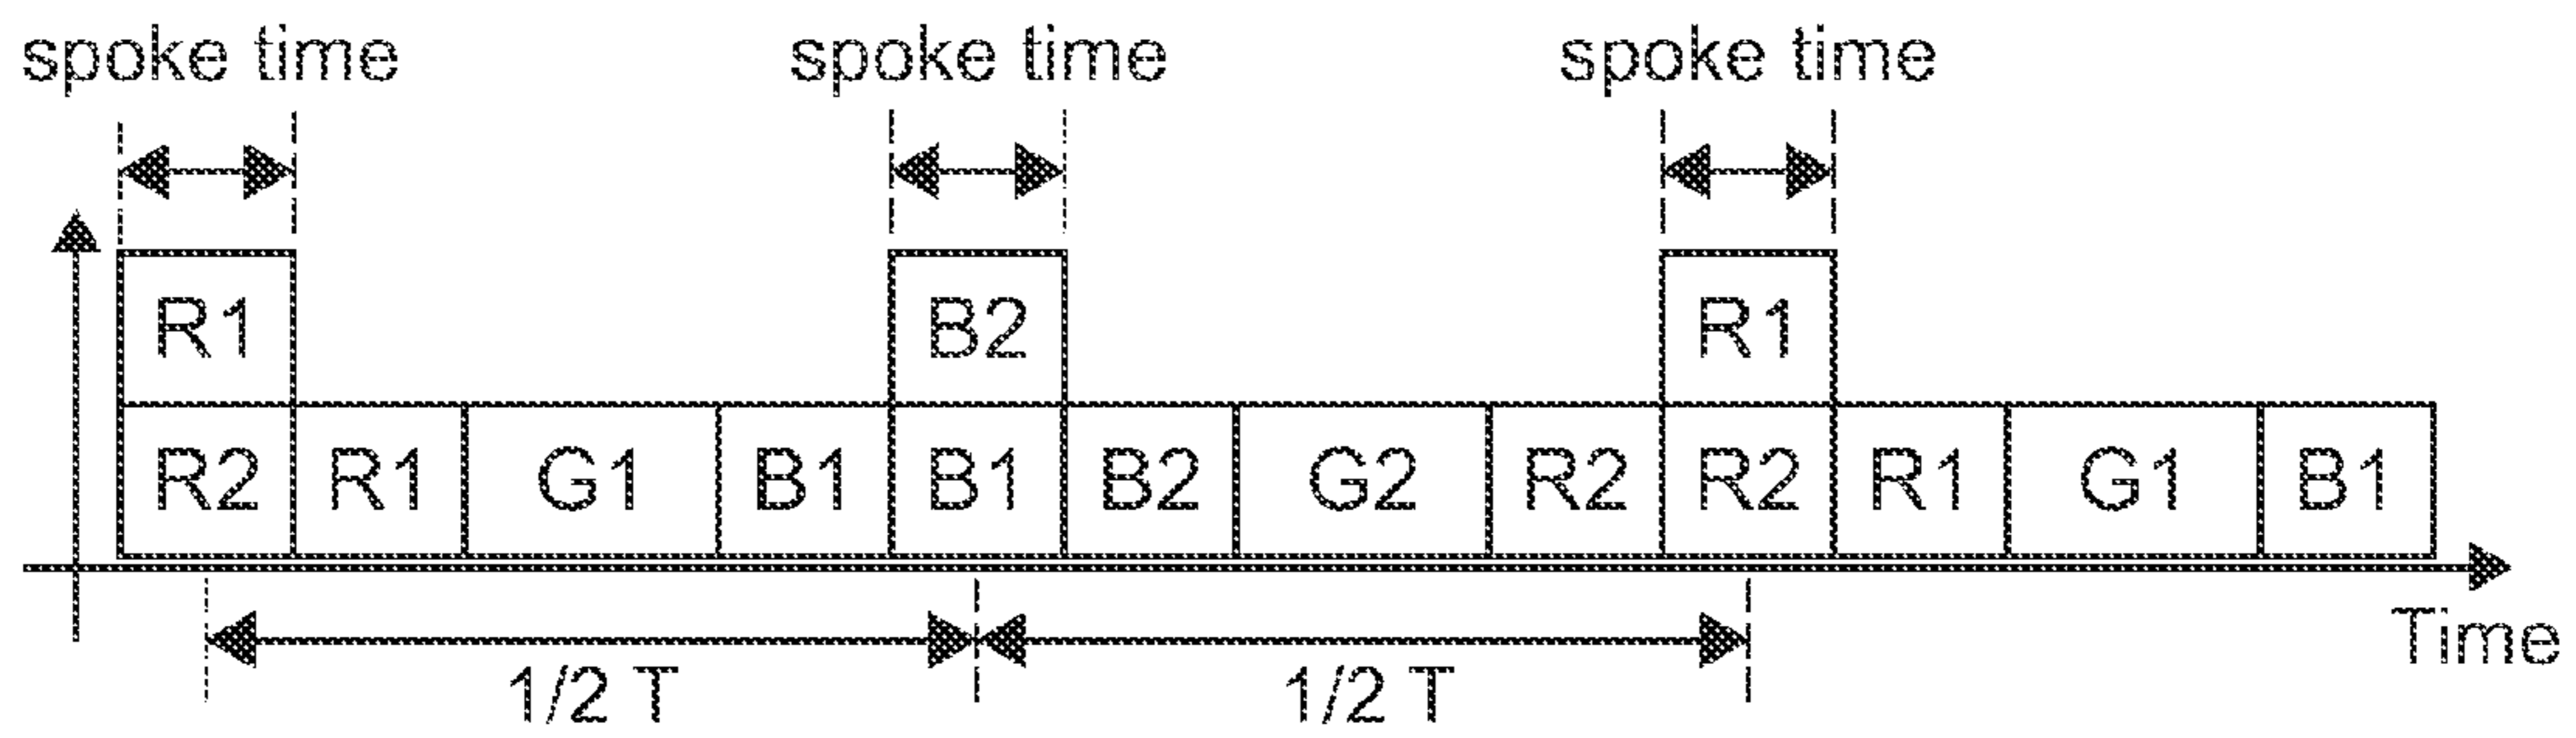 spoke time spoke time spoke time
R1 B2 R1
R2 R1 G1 B1 B1 B2 G2 R2 R2 R1 G1 B1
Time
1/2 T 1/2 T